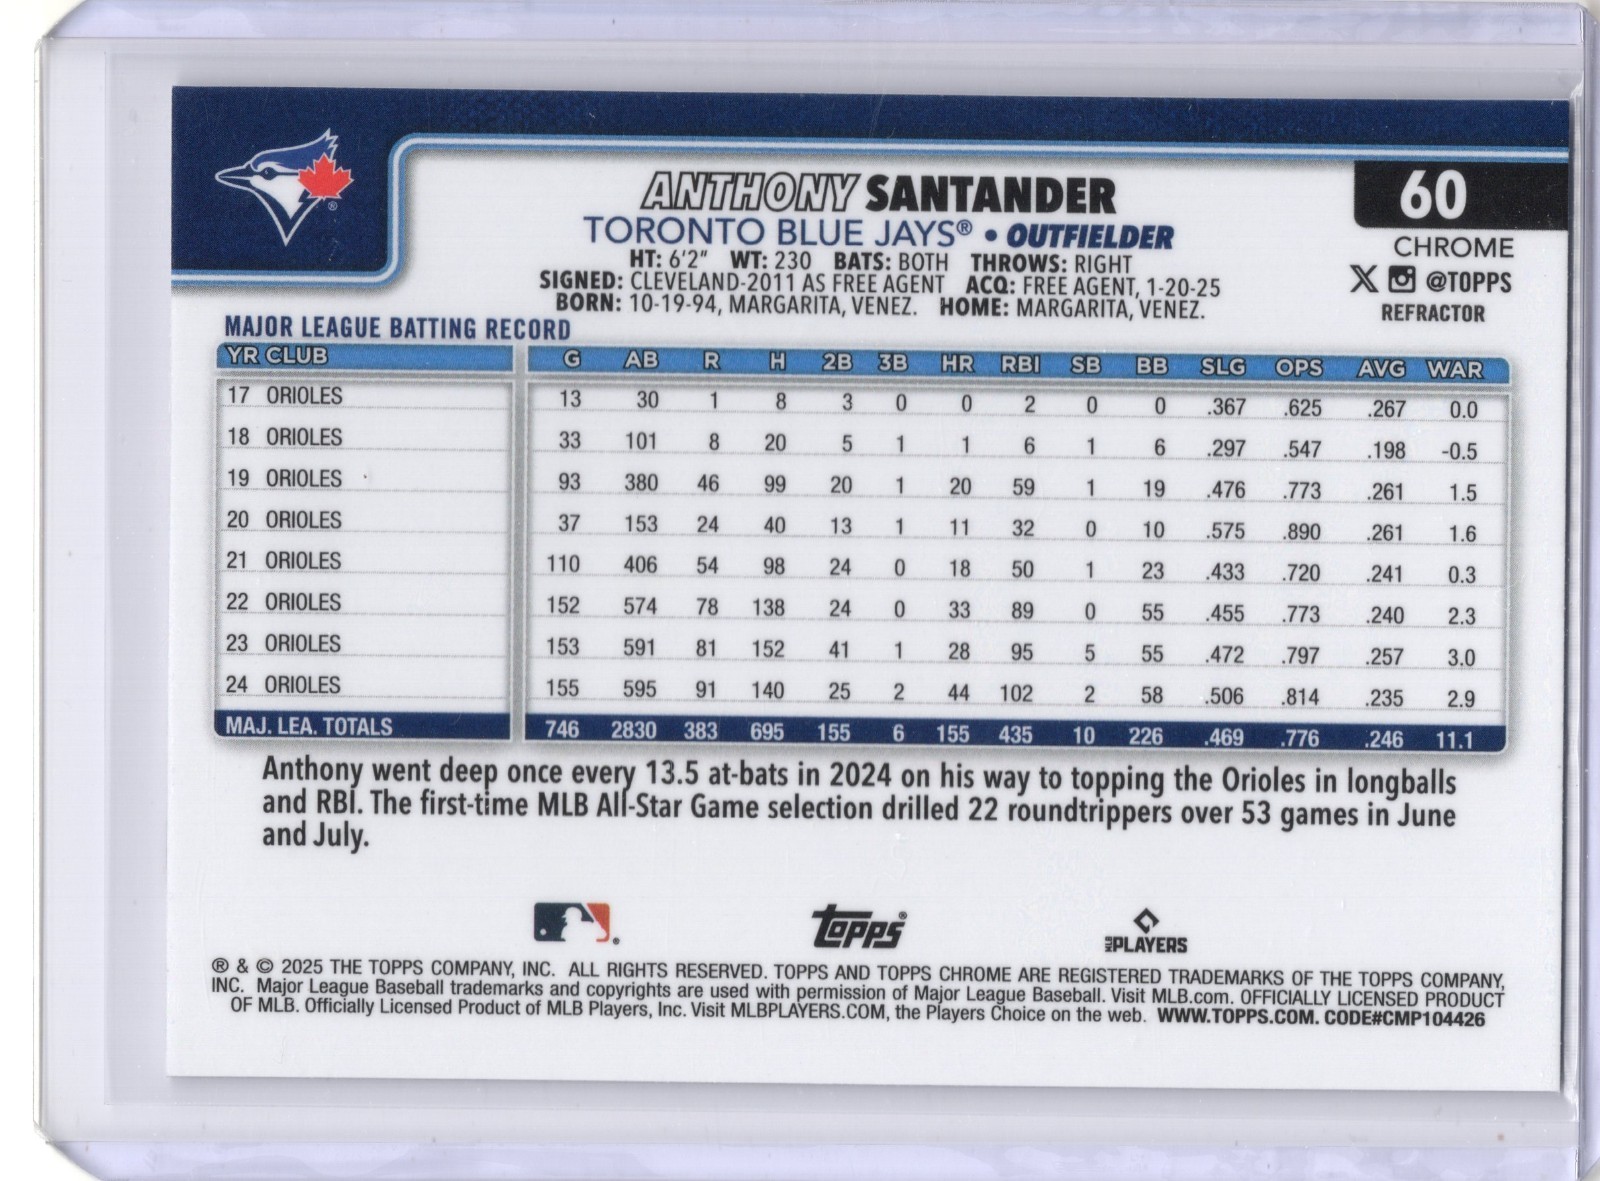 ANTHONY SANTANDER
60
TORONTO BLUE JAYS® • OUTFIELDER
CHROME
HT: 6'2" WT: 230 BATS: BOTH THROWS: RIGHT
@TOPPS
SIGNED: CLEVELAND-2011 AS FREE AGENT ACQ: FREE AGENT, 1-20-25
REFRACTOR
BORN: 10-19-94, MARGARITA, VENEZ. HOME: MARGARITA, VENEZ.
MAJOR LEAGUE BATTING RECORD
YR CLUB G AB R H 2B 3B HR RBI SB BB SLG OPS AVG WAR
17 ORIOLES 13 30 1 8 3 0 0 2 0 0 .367 .625 .267 0.0
18 ORIOLES 33 101 8 20 5 1 1 6 1 6 .297 .547 .198 -0.5
19 ORIOLES 93 380 46 99 20 1 20 59 1 19 .476 .773 .261 1.5
20 ORIOLES 37 153 24 40 13 1 11 32 0 10 .575 .890 .261 1.6
21 ORIOLES 110 406 54 98 24 0 18 50 1 23 .433 .720 .241 0.3
22 ORIOLES 152 574 78 138 24 0 33 89 0 55 .455 .773 .240 2.3
23 ORIOLES 153 591 81 152 41 1 28 95 5 55 .472 .797 .257 3.0
24 ORIOLES 155 595 91 140 25 2 44 102 2 58 .506 .814 .235 2.9
MAJ. LEA. TOTALS 746 2830 383 695 155 6 155 435 10 226 .469 .776 .246 11.1
Anthony went deep once every 13.5 at-bats in 2024 on his way to topping the Orioles in longballs
and RBI. The first-time MLB All-Star Game selection drilled 22 roundtrippers over 53 games in June
and July.
topps®
MLB PLAYERS
® & © 2025 THE TOPPS COMPANY, INC. ALL RIGHTS RESERVED. TOPPS AND TOPPS CHROME ARE REGISTERED TRADEMARKS OF THE TOPPS COMPANY,
INC. Major League Baseball trademarks and copyrights are used with permission of Major League Baseball. Visit MLB.com. OFFICIALLY LICENSED PRODUCT
OF MLB. Officially Licensed Product of MLB Players, Inc. Visit MLBPLAYERS.COM, the Players Choice on the web. WWW.TOPPS.COM. CODE#CMP104426